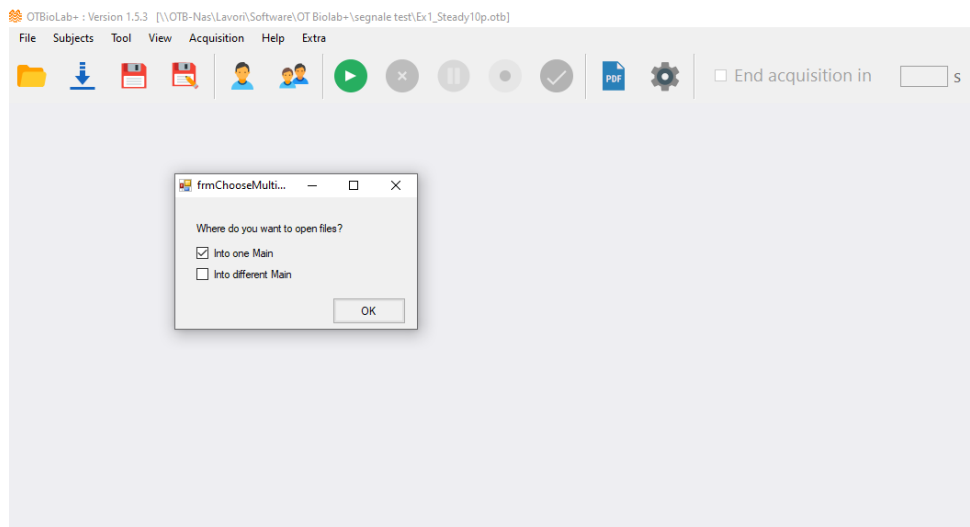 OTBioLab+ : Version 1.5.3 [\\OTB-Nas\Lavori\Software\OT Biolab+\segnale test\Ex1_Steady10p.otb]
File Subjects Tool View Acquisition Help Extra
PDF
End acquisition in s
frmChooseMulti...
Where do you want to open files?
Into one Main
Into different Main
OK